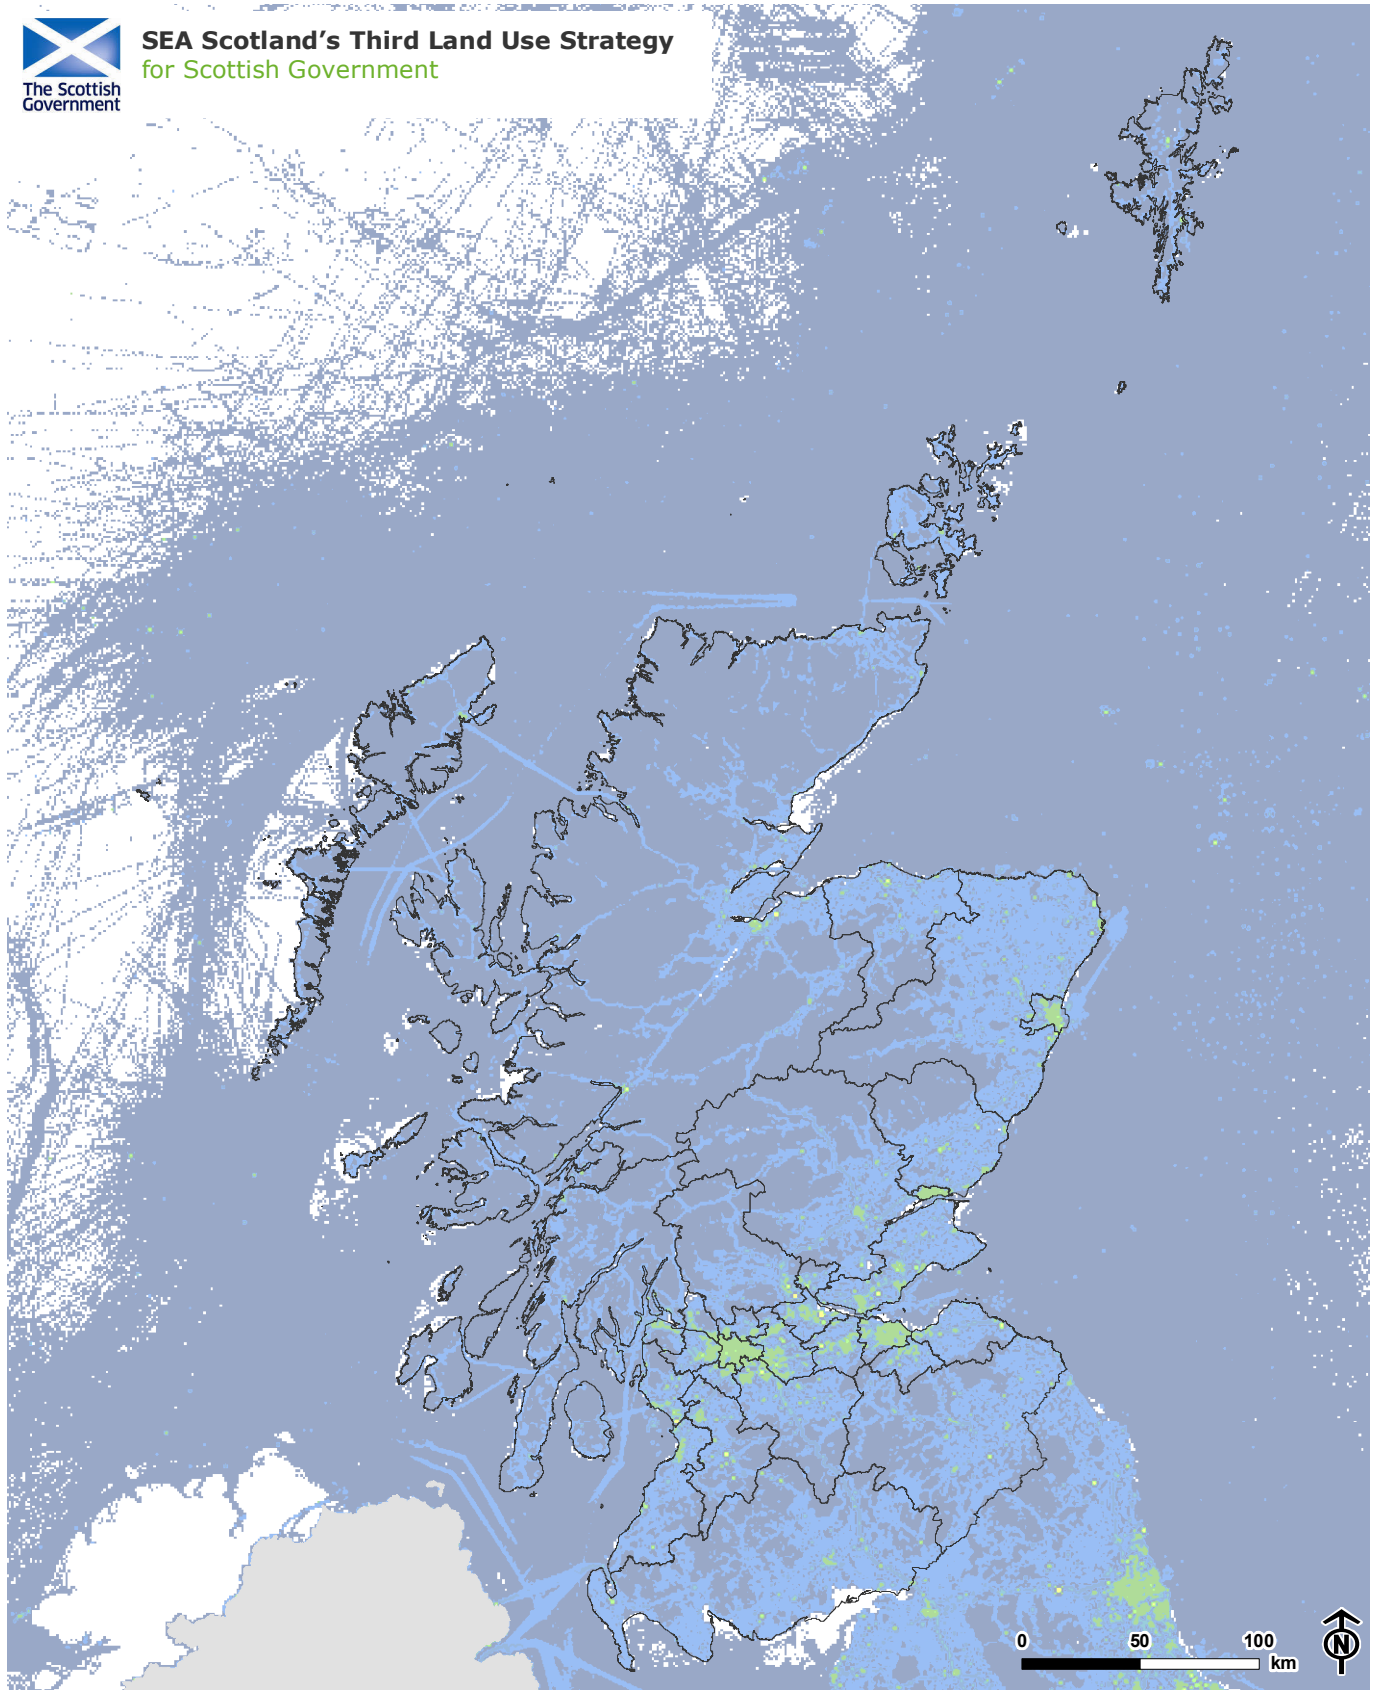 SEA Scotland's Third Land Use Strategy
for Scottish Government
The Scottish
Government
0 50 100
km
N